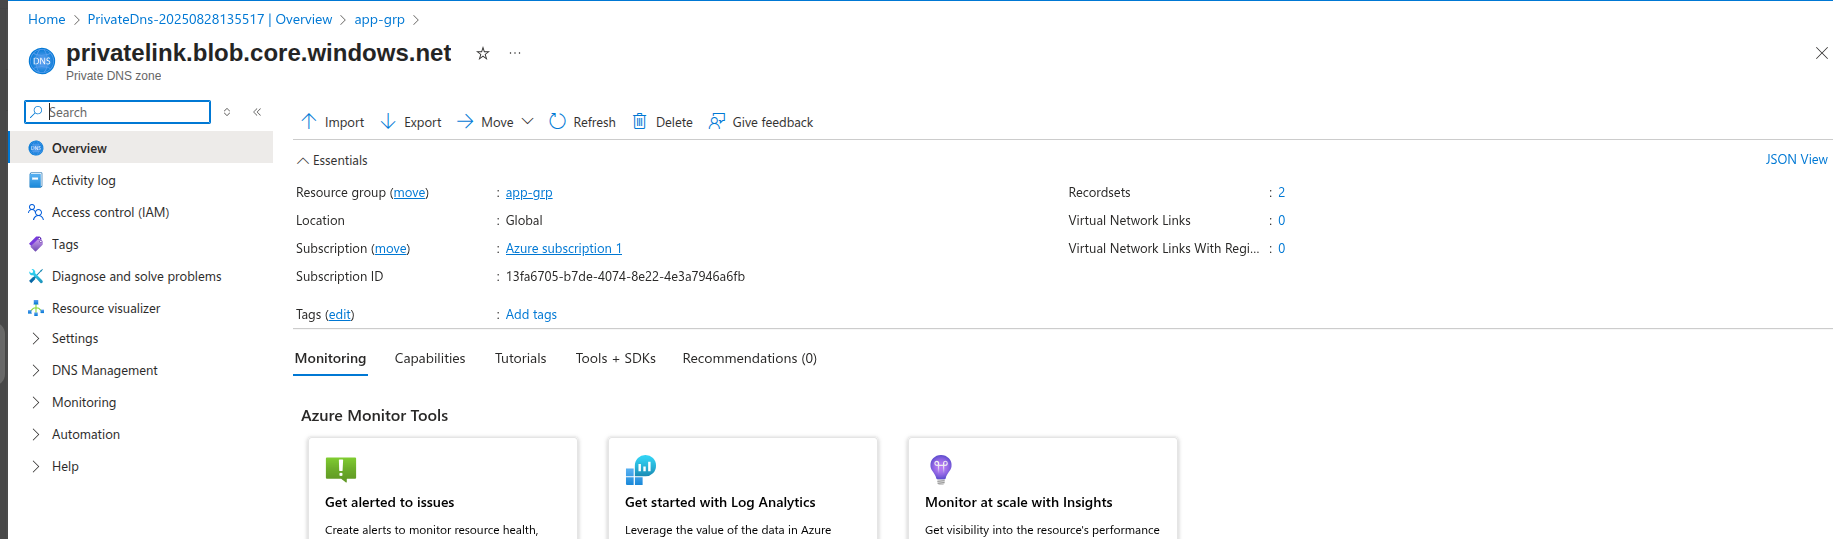 Home > PrivateDns-20250828135517 | Overview > app-grp >
DNS
privatelink.blob.core.windows.net
Private DNS zone
Search
Overview
Activity log
Access control (IAM)
Tags
Diagnose and solve problems
Resource visualizer
Settings
DNS Management
Monitoring
Automation
Help
Import Export Move Refresh Delete Give feedback
Essentials
JSON View
Resource group (move) : app-grp
Location : Global
Subscription (move) : Azure subscription 1
Subscription ID : 13fa6705-b7de-4074-8e22-4e3a7946a6fb
Recordsets : 2
Virtual Network Links : 0
Virtual Network Links With Regi... : 0
Tags (edit) : Add tags
Monitoring Capabilities Tutorials Tools + SDKs Recommendations (0)
Azure Monitor Tools
Get alerted to issues
Create alerts to monitor resource health,
Get started with Log Analytics
Leverage the value of the data in Azure
Monitor at scale with Insights
Get visibility into the resource's performance